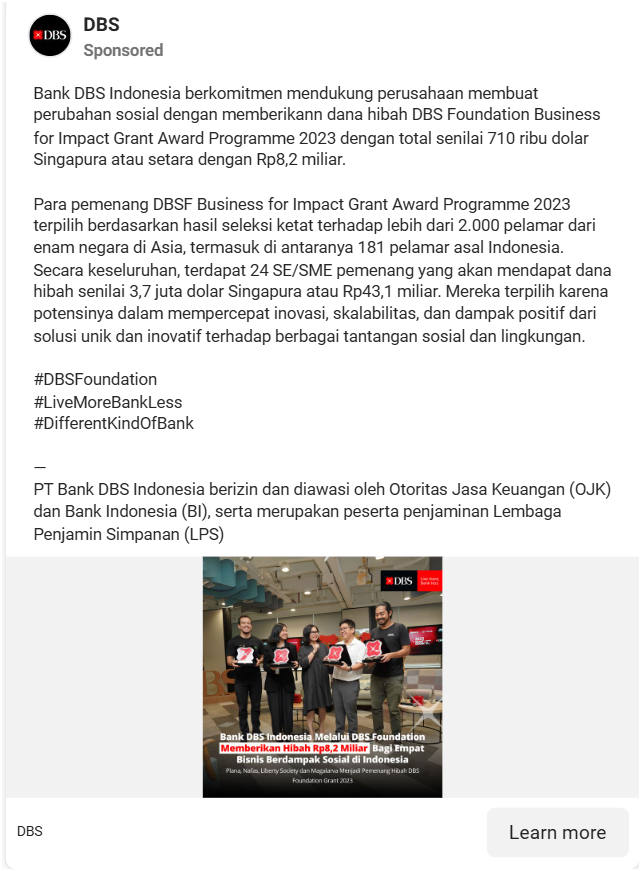 DBS
DBS
Sponsored
Bank DBS Indonesia berkomitmen mendukung perusahaan membuat
perubahan sosial dengan memberikann dana hibah DBS Foundation Business
for Impact Grant Award Programme 2023 dengan total senilai 710 ribu dolar
Singapura atau setara dengan Rp8,2 miliar.
Para pemenang DBSF Business for Impact Grant Award Programme 2023
terpilih berdasarkan hasil seleksi ketat terhadap lebih dari 2.000 pelamar dari
enam negara di Asia, termasuk di antaranya 181 pelamar asal Indonesia.
Secara keseluruhan, terdapat 24 SE/SME pemenang yang akan mendapat dana
hibah senilai 3,7 juta dolar Singapura atau Rp43,1 miliar. Mereka terpilih karena
potensinya dalam mempercepat inovasi, skalabilitas, dan dampak positif dari
solusi unik dan inovatif terhadap berbagai tantangan sosial dan lingkungan.
#DBSFoundation
#LiveMoreBankLess
#DifferentKindOfBank
—
PT Bank DBS Indonesia berizin dan diawasi oleh Otoritas Jasa Keuangan (OJK)
dan Bank Indonesia (BI), serta merupakan peserta penjaminan Lembaga
Penjamin Simpanan (LPS)
DBS
Live more,
Bank less
Bank DBS Indonesia Melalui DBS Foundation
Memberikan Hibah Rp8,2 Miliar Bagi Empat
Bisnis Berdampak Sosial di Indonesia
Plana, Nafas, Liberty Society dan Magalarva Menjadi Pemenang Hibah DBS
Foundation Grant 2023
DBS
Learn more